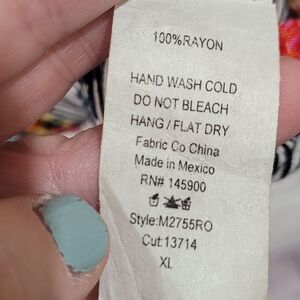 100%RAYON
HAND WASH COLD
DO NOT BLEACH
HANG / FLAT DRY
Fabric Co China
Made in Mexico
RN# 145900
Style:M2755RO
Cut:13714
XL